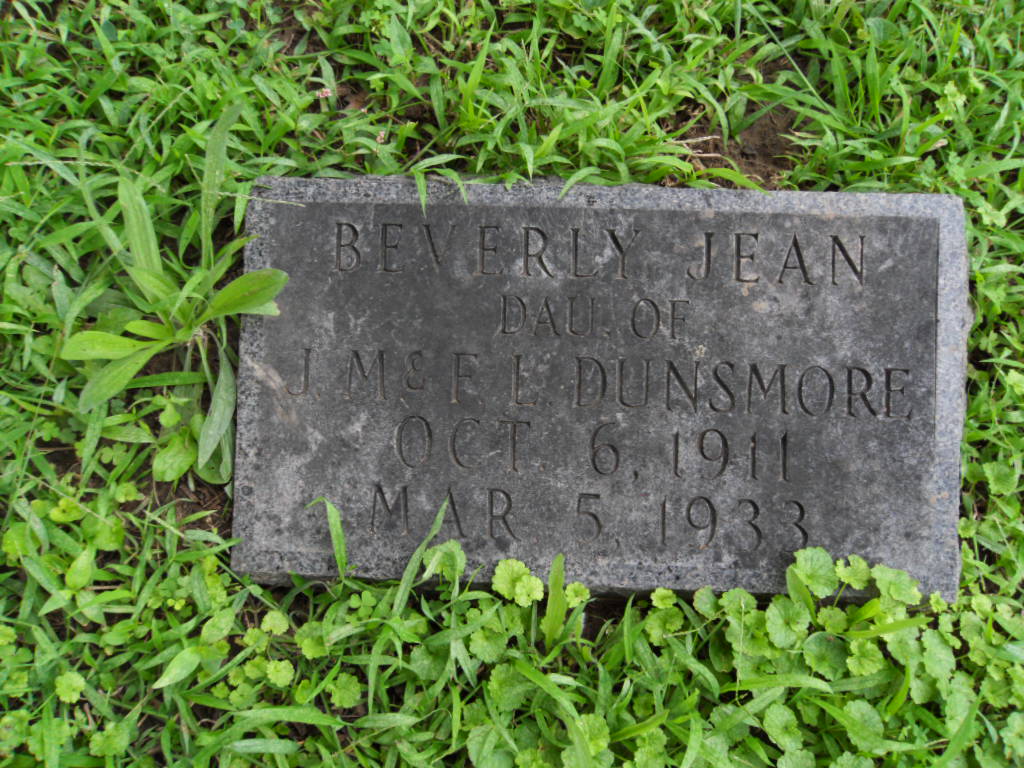 BEVERLY JEAN
DAU. OF
J. M & F. L. DUNSMORE
OCT. 6, 1911
MAR 5, 1933